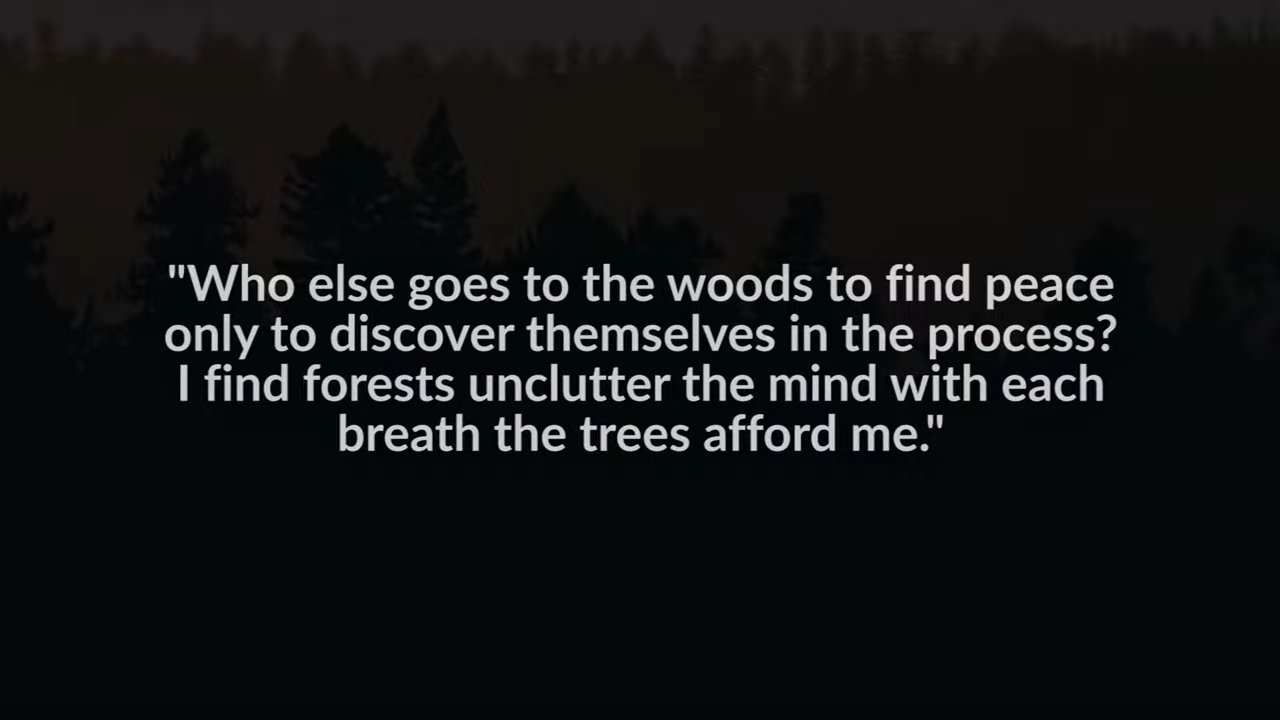 "Who else goes to the woods to find peace
only to discover themselves in the process?
I find forests unclutter the mind with each
breath the trees afford me."